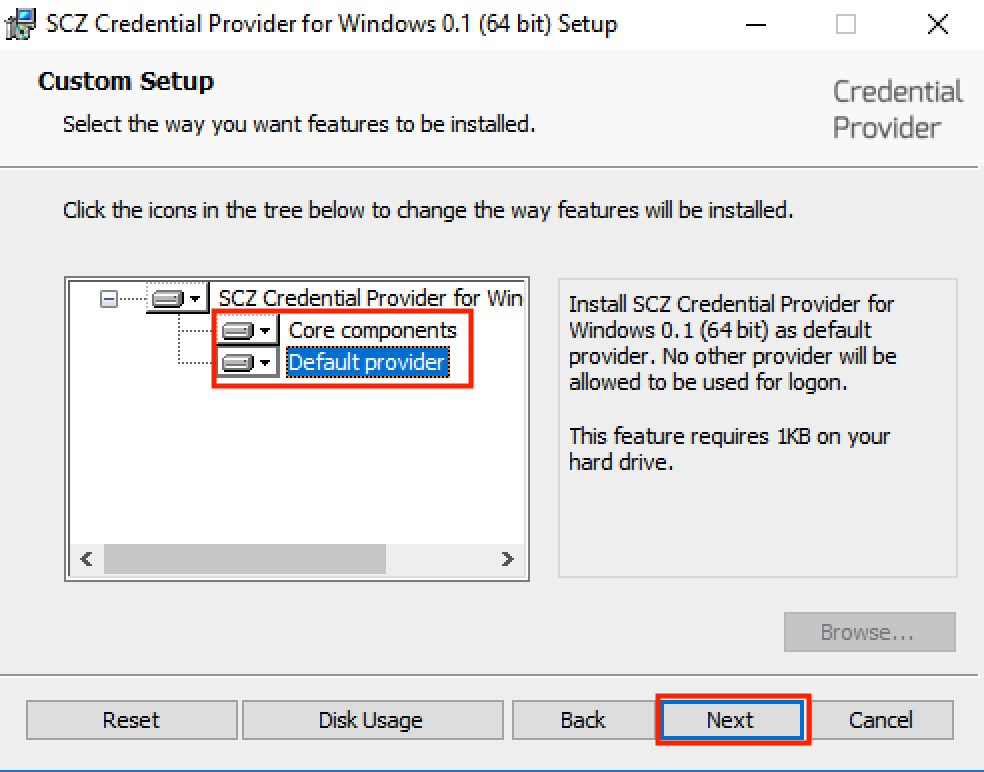 SCZ Credential Provider for Windows 0.1 (64 bit) Setup
Custom Setup
Select the way you want features to be installed.
Credential
Provider
Click the icons in the tree below to change the way features will be installed.
SCZ Credential Provider for Win
Core components
Default provider
Install SCZ Credential Provider for
Windows 0.1 (64 bit) as default
provider. No other provider will be
allowed to be used for logon.
This feature requires 1KB on your
hard drive.
Browse...
Reset
Disk Usage
Back
Next
Cancel